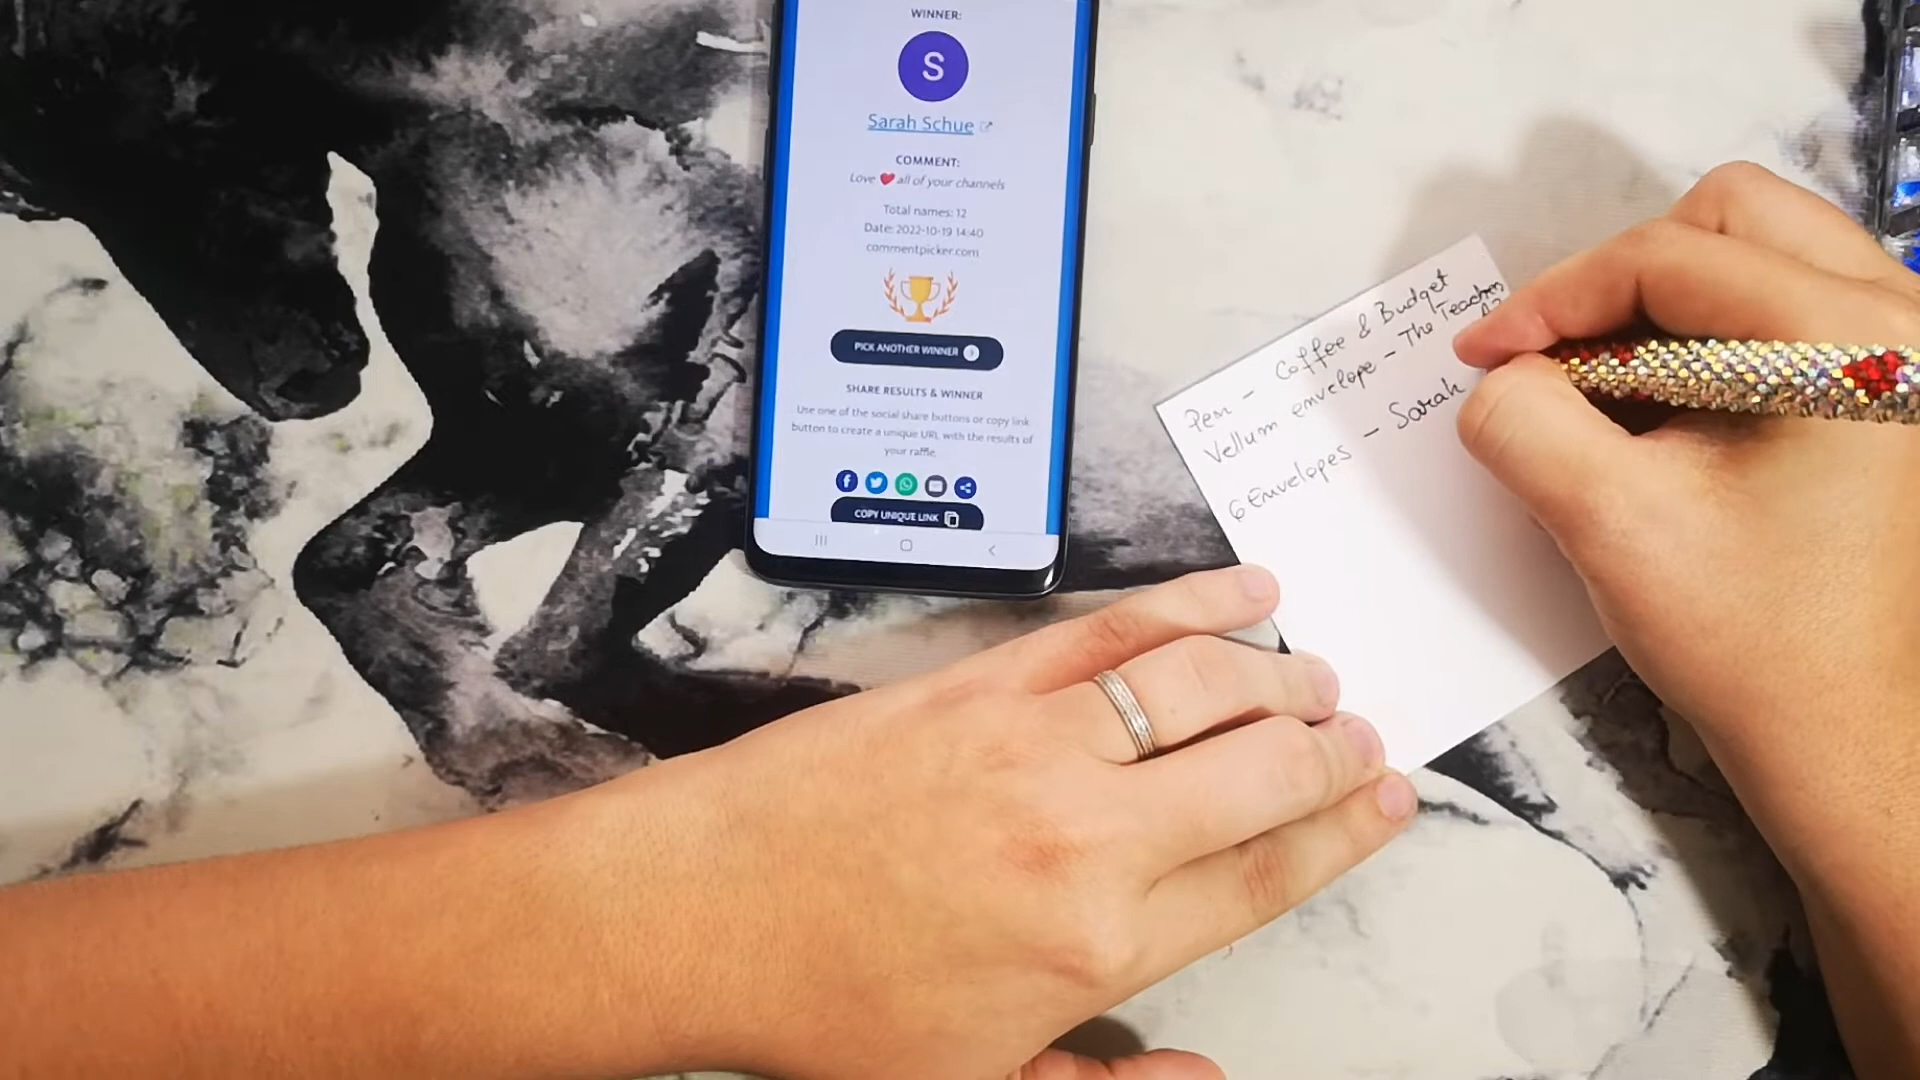 WINNER:
S
Sarah Schue
COMMENT:
Love ❤ all of your channels
Total names: 12
Date: 2022-10-19 14:40
commentpicker.com
PICK ANOTHER WINNER
SHARE RESULTS & WINNER
Use one of the social share buttons or copy link
button to create a unique URL with the results of
your raffle.
COPY UNIQUE LINK
Pen - Coffee & Budget
Vellum envelope - The Teachers
6 Envelopes - Sarah